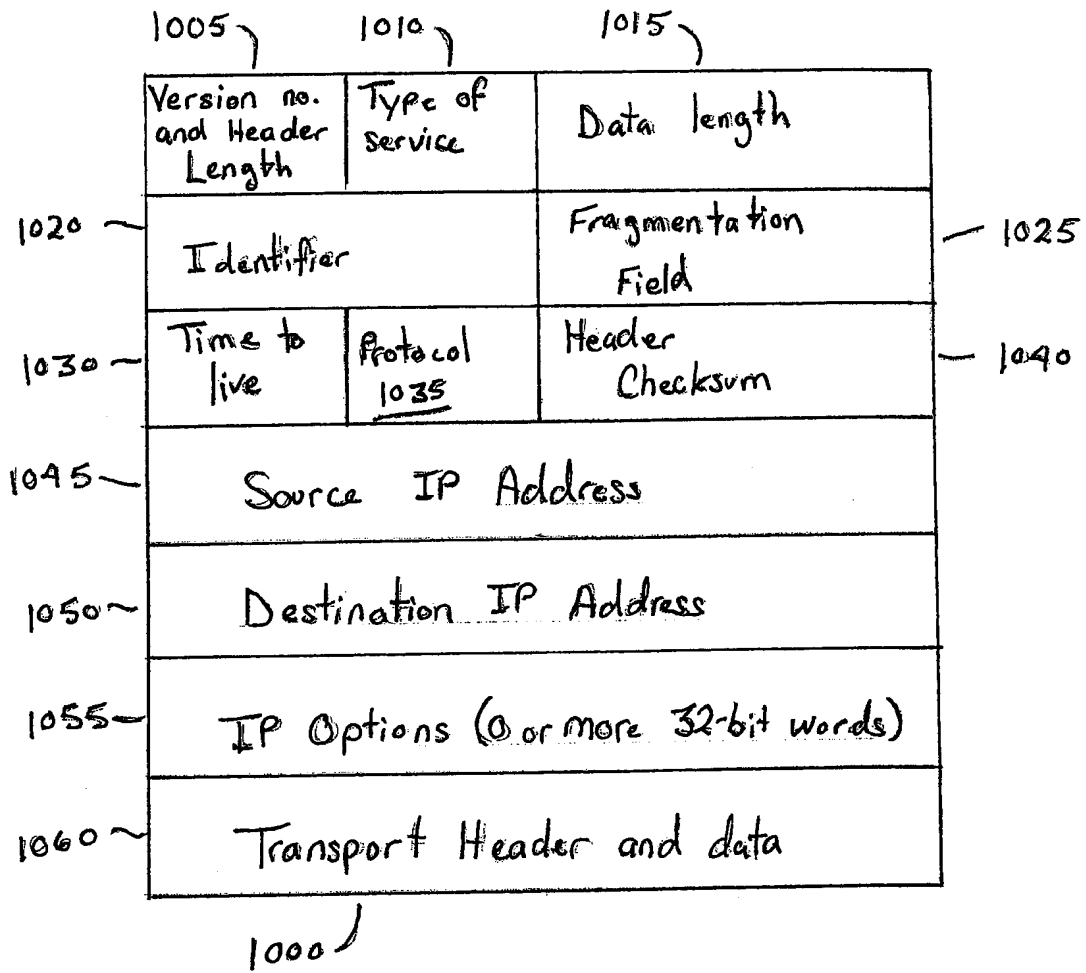 1005
1010
1015
Version no.
and Header
Length
Type of
service
Data length
1020
Identifier
Fragmentation
Field
1025
1030
Time to
live
Protocol
1035
Header
Checksum
1040
1045
Source IP Address
1050
Destination IP Address
1055
IP Options (0 or more 32-bit words)
1060
Transport Header and data
1000